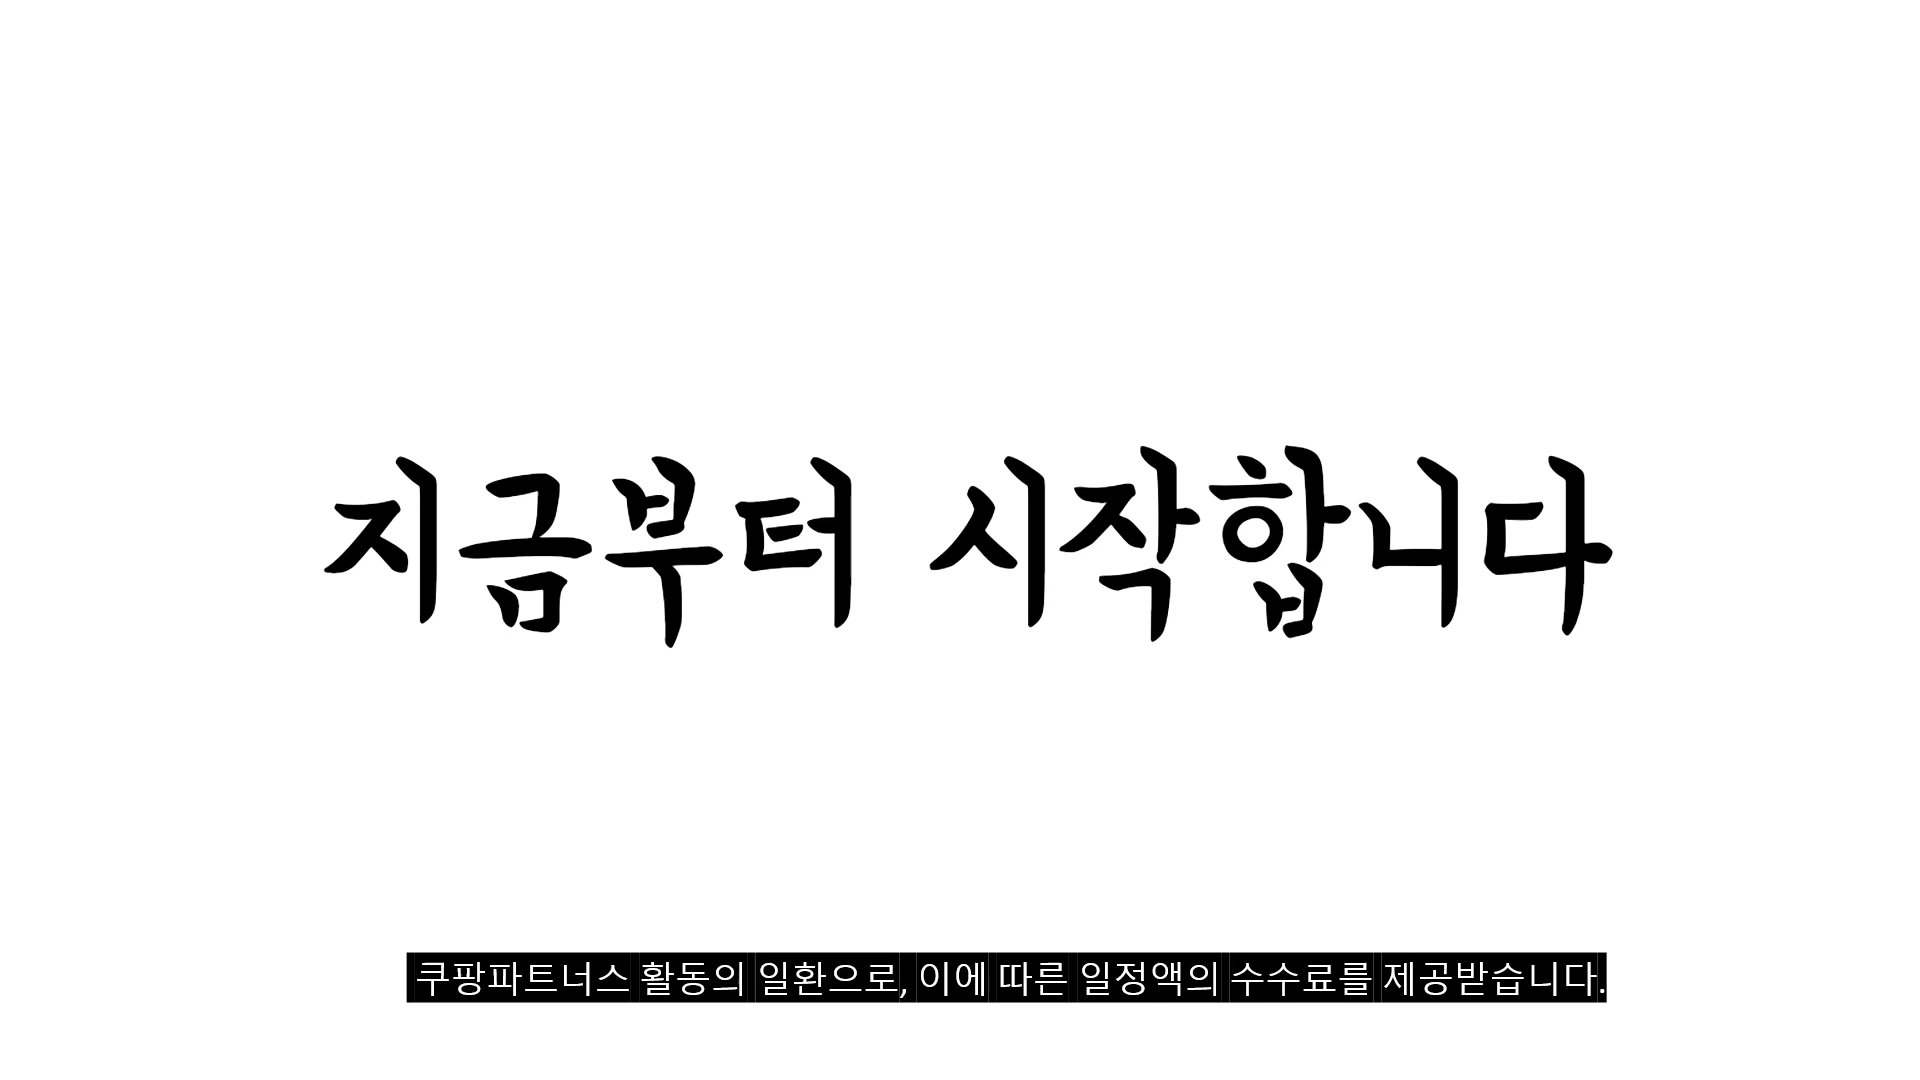 지금부터 시작합니다
쿠팡파트너스 활동의 일환으로, 이에 따른 일정액의 수수료를 제공받습니다.